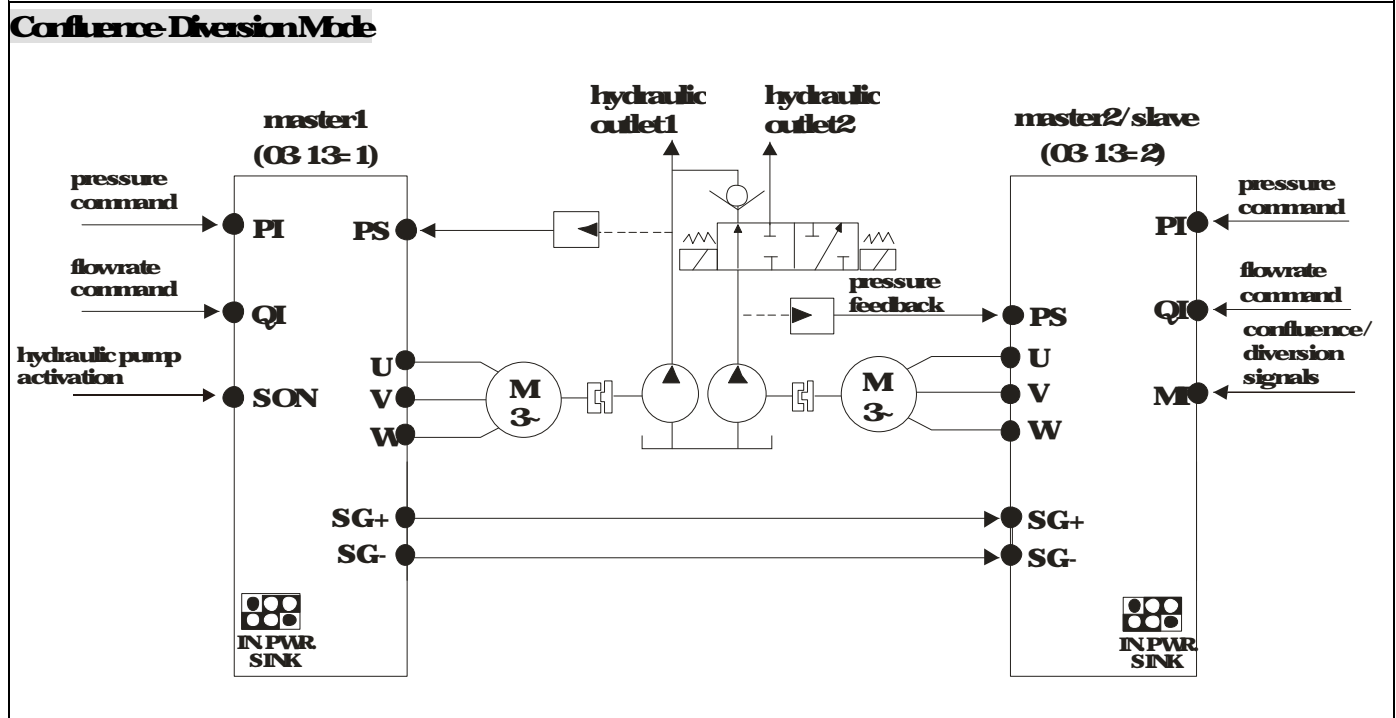 Confluence-Diversion Mode
hydraulic
outlet1
hydraulic
outlet2
master1
(03-13=1)
master2/slave
(03-13=2)
pressure
command
PI
PS
pressure
command
PI
flowrate
command
QI
pressure
feedback
PS
flowrate
command
QI
hydraulic pump
activation
SON
U
V
W
M
3~
M
3~
U
V
W
confluence/
diversion
signals
MI
SG+
SG-
SG+
SG-
IN.PWR.
SINK
IN.PWR.
SINK